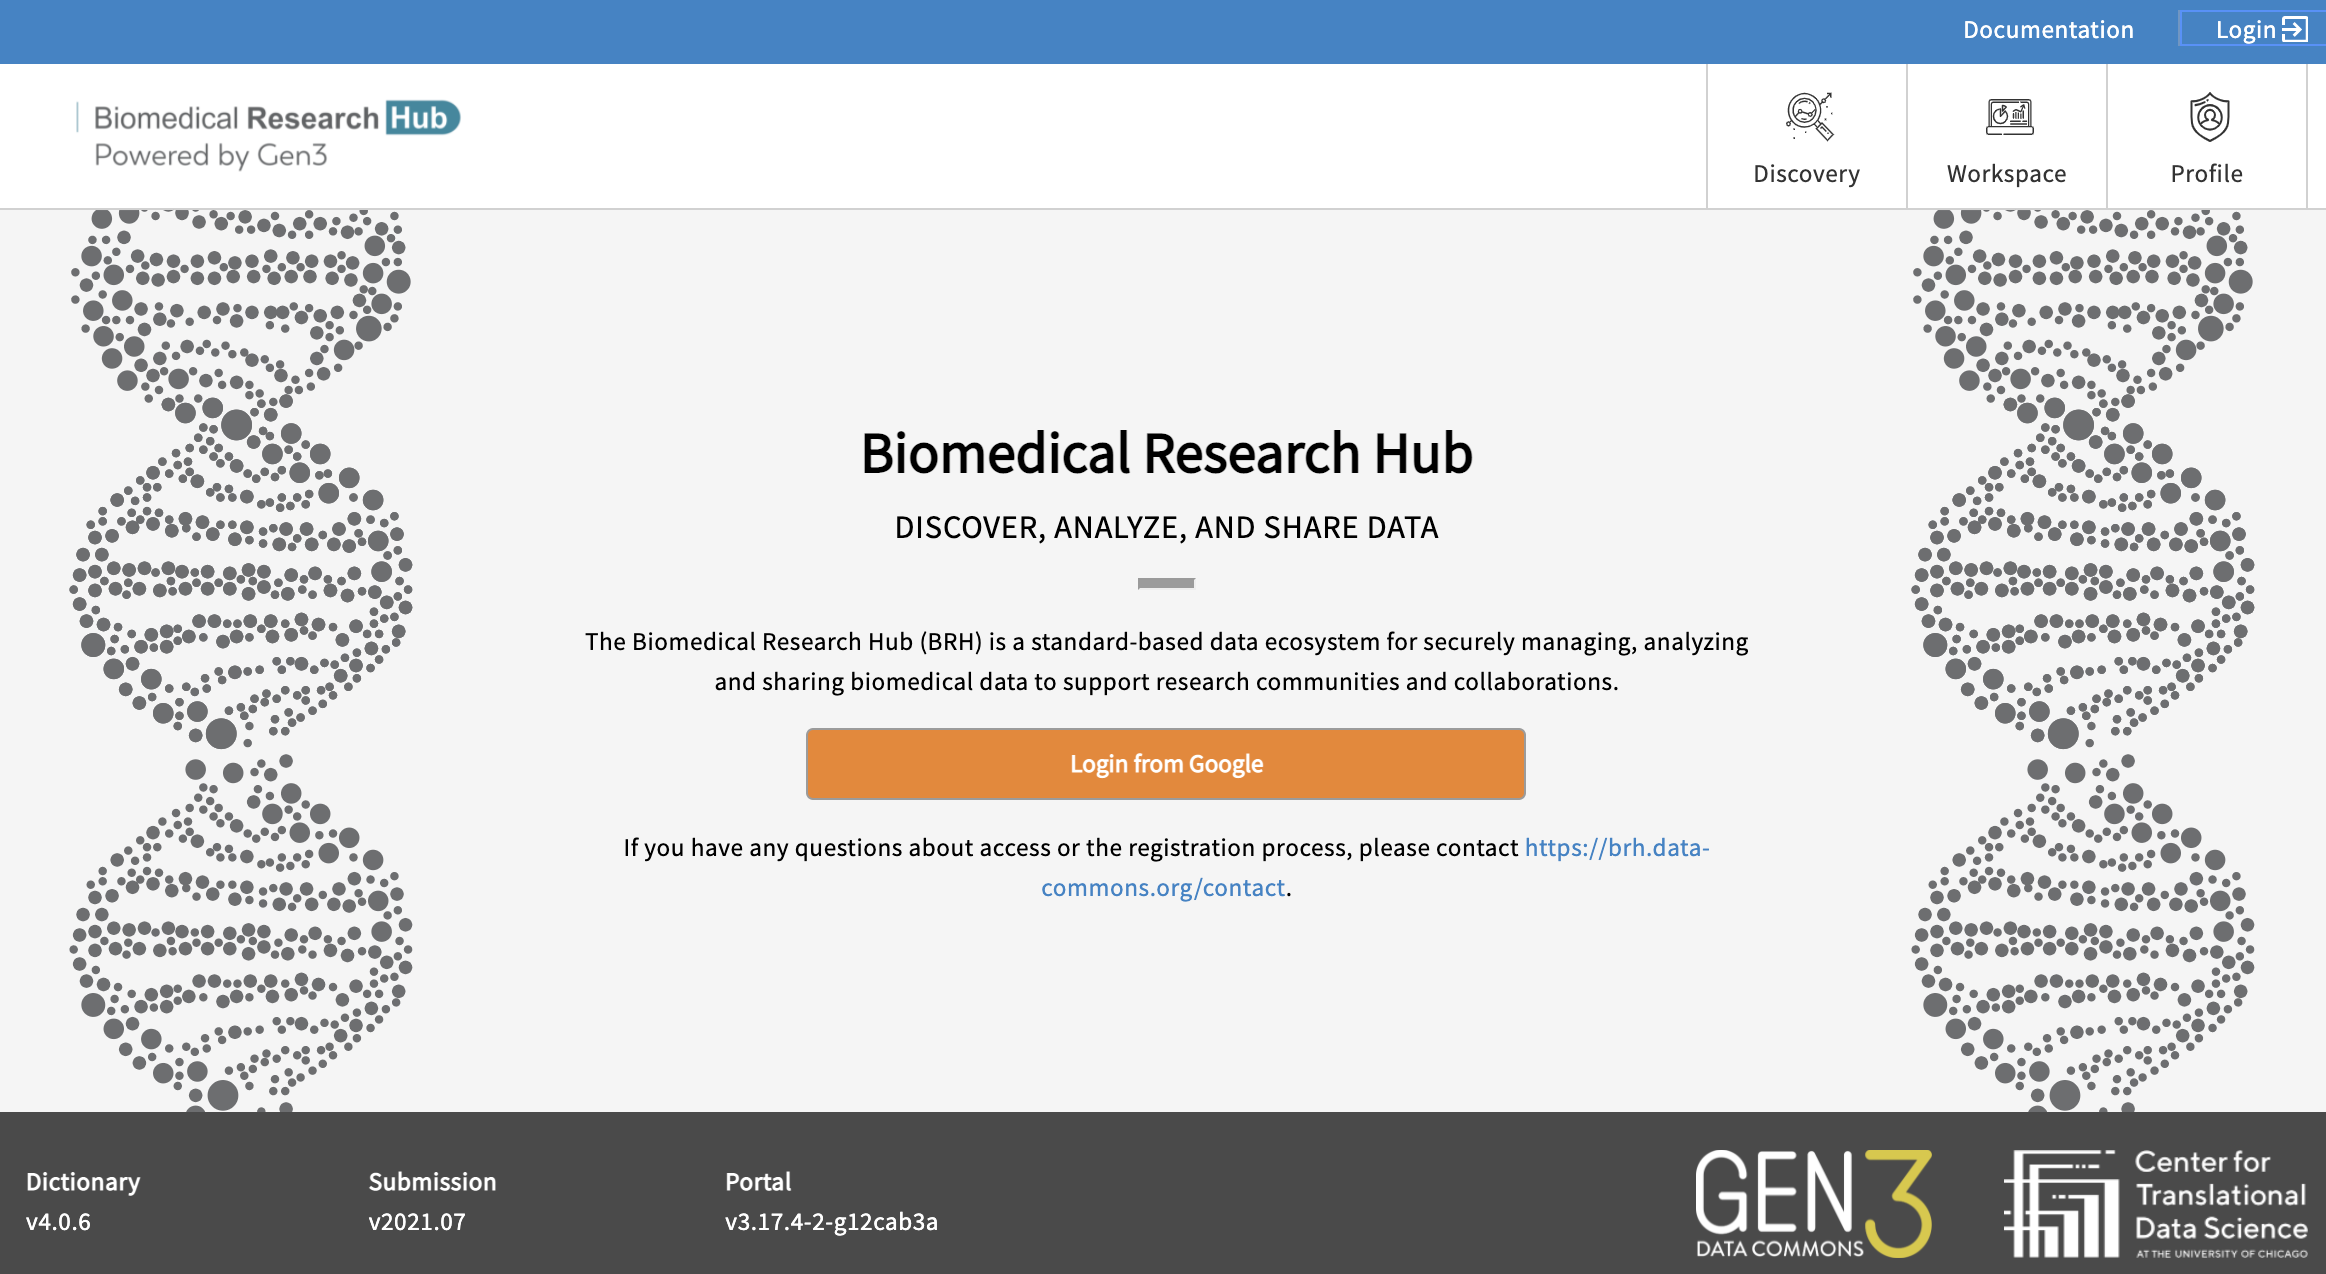 Documentation
Login
Biomedical Research Hub
Powered by Gen3
Discovery
Workspace
Profile
Biomedical Research Hub
DISCOVER, ANALYZE, AND SHARE DATA
The Biomedical Research Hub (BRH) is a standard-based data ecosystem for securely managing, analyzing
and sharing biomedical data to support research communities and collaborations.
Login from Google
If you have any questions about access or the registration process, please contact https://brh.data-
commons.org/contact.
Dictionary
v4.0.6
Submission
v2021.07
Portal
v3.17.4-2-g12cab3a
GEN3
DATA COMMONS
Center for
Translational
Data Science
AT THE UNIVERSITY OF CHICAGO